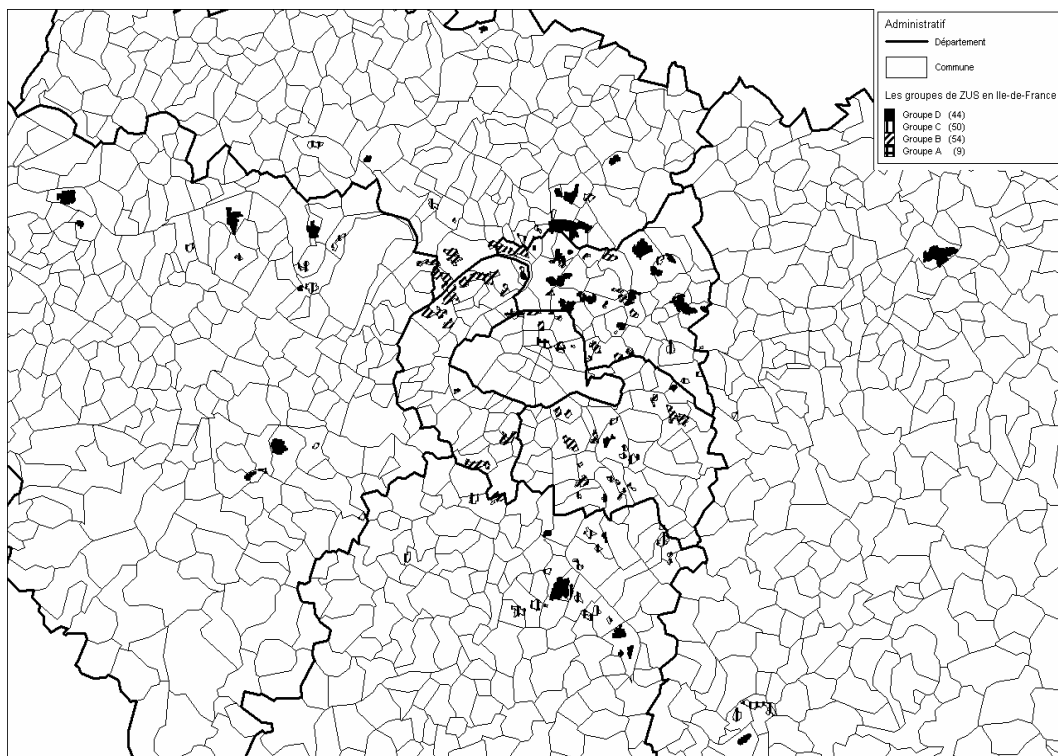 Administratif
Département
Commune
Les groupes de ZUS en Ile-de-France
Groupe D (44)
Groupe C (50)
Groupe B (54)
Groupe A (9)